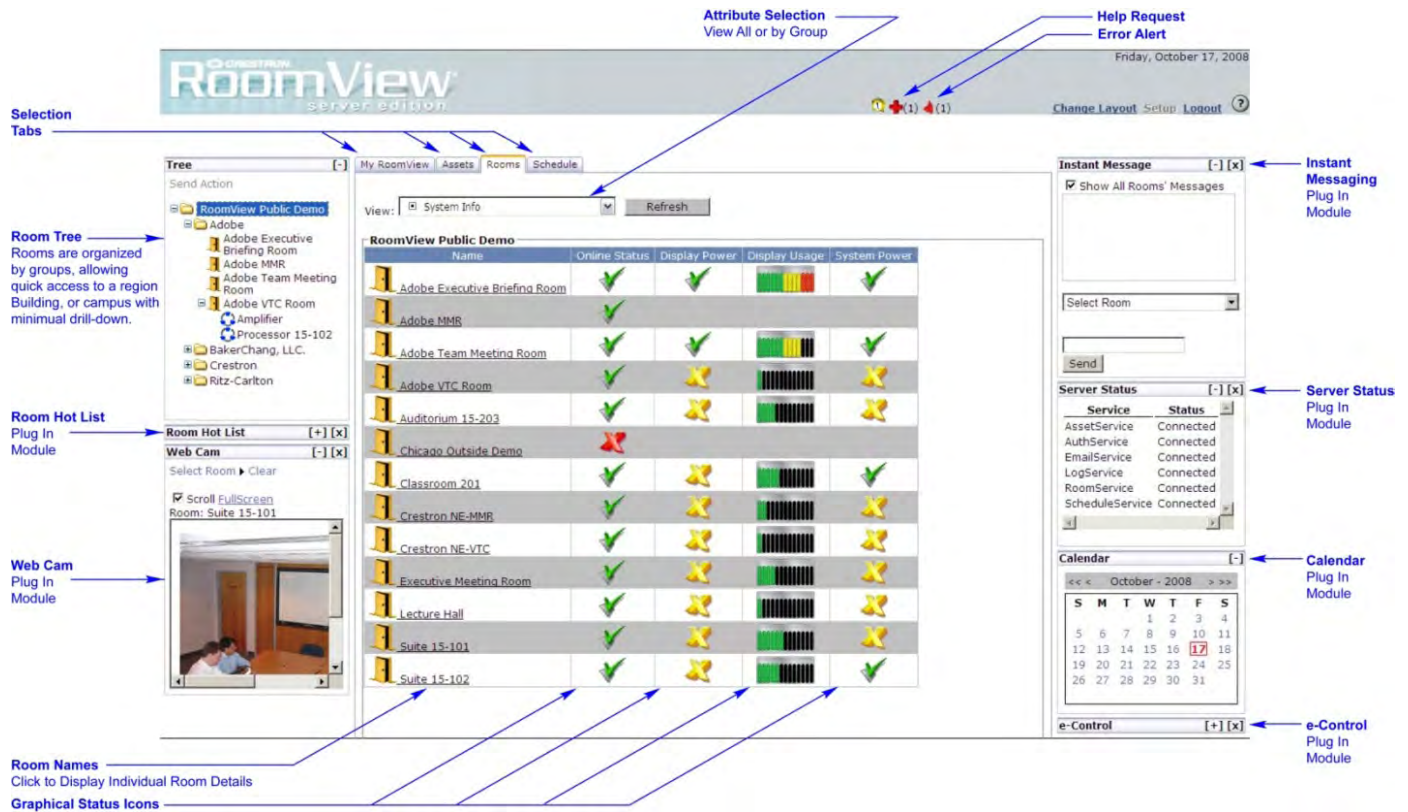 Attribute Selection
View All or by Group
Help Request
Error Alert
Friday, October 17, 2008
CRESTRON
RoomView
server edition
(1) (1)
Change Layout Setup Logout ?
Selection
Tabs
Tree [-]
Send Action
RoomView Public Demo
Adobe
Adobe Executive
Briefing Room
Adobe MMR
Adobe Team Meeting
Room
Adobe VTC Room
Amplifier
Processor 15-102
BakerChang, LLC.
Crestron
Ritz-Carlton
Room Tree
Rooms are organized
by groups, allowing
quick access to a region
Building, or campus with
minimual drill-down.
Room Hot List
Plug In
Module
Room Hot List [+] [x]
Web Cam [-] [x]
Select Room Clear
Scroll FullScreen
Room: Suite 15-101
Web Cam
Plug In
Module
My RoomView Assets Rooms Schedule
View: System Info Refresh
RoomView Public Demo
Name Online Status Display Power Display Usage System Power
Adobe Executive Briefing Room
Adobe MMR
Adobe Team Meeting Room
Adobe VTC Room
Auditorium 15-203
Chicago Outside Demo
Classroom 201
Crestron NE-MMR
Crestron NE-VTC
Executive Meeting Room
Lecture Hall
Suite 15-101
Suite 15-102
Instant Message [-] [x]
Show All Rooms' Messages
Select Room
Send
Instant
Messaging
Plug In
Module
Server Status [-] [x]
Service Status
AssetService Connected
AuthService Connected
EmailService Connected
LogService Connected
RoomService Connected
ScheduleService Connected
Server Status
Plug In
Module
Calendar [-]
<< < October - 2008 > >>
S M T W T F S
1 2 3 4
5 6 7 8 9 10 11
12 13 14 15 16 17 18
19 20 21 22 23 24 25
26 27 28 29 30 31
Calendar
Plug In
Module
e-Control [+] [x]
e-Control
Plug In
Module
Room Names
Click to Display Individual Room Details
Graphical Status Icons